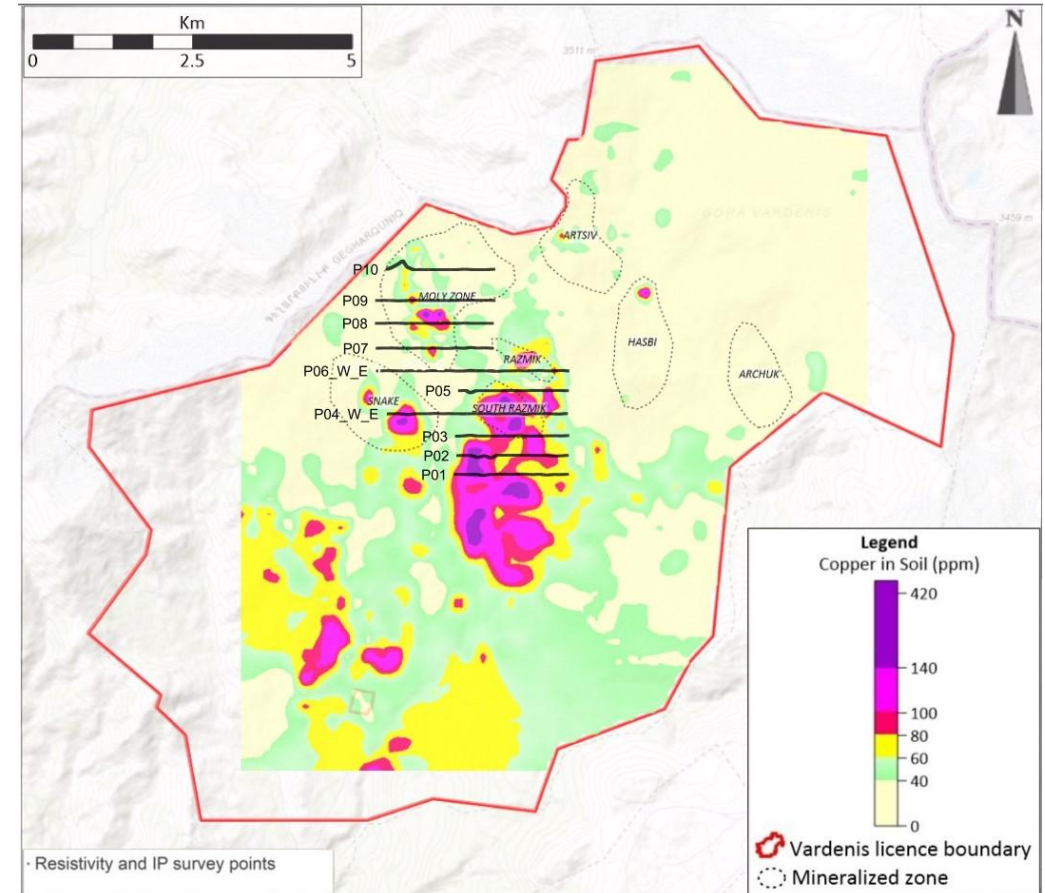 Km
0 2.5 5
N
3511 m
GORA VARDENIS
3459 m
ARTSIV
P10
MOLY ZONE
P09
HASBI
P08
P07
RAZMIK
P06_W_E
ARCHUK
P05
SNAKE
SOUTH RAZMIK
P04_W_E
P03
P02
P01
Legend
Copper in Soil (ppm)
420
140
100
80
60
40
0
Vardenis licence boundary
Mineralized zone
· Resistivity and IP survey points